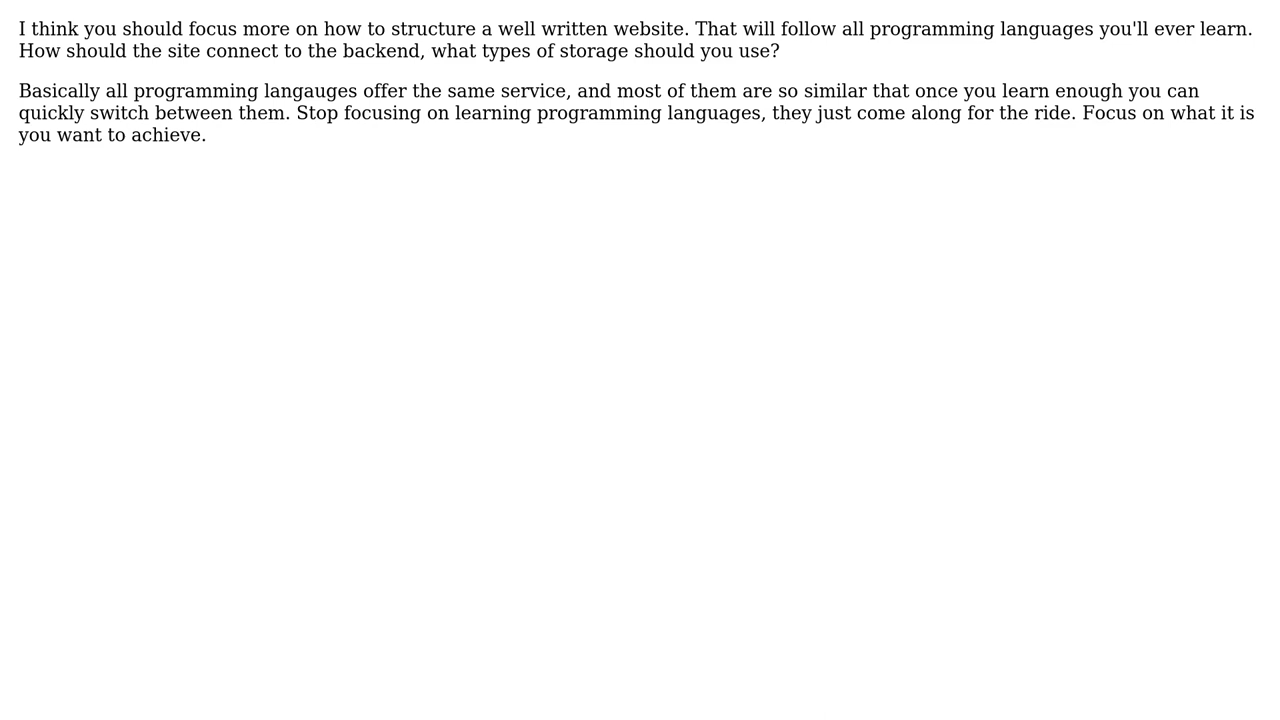 I think you should focus more on how to structure a well written website. That will follow all programming languages you'll ever learn.
How should the site connect to the backend, what types of storage should you use?
Basically all programming langauges offer the same service, and most of them are so similar that once you learn enough you can
quickly switch between them. Stop focusing on learning programming languages, they just come along for the ride. Focus on what it is
you want to achieve.